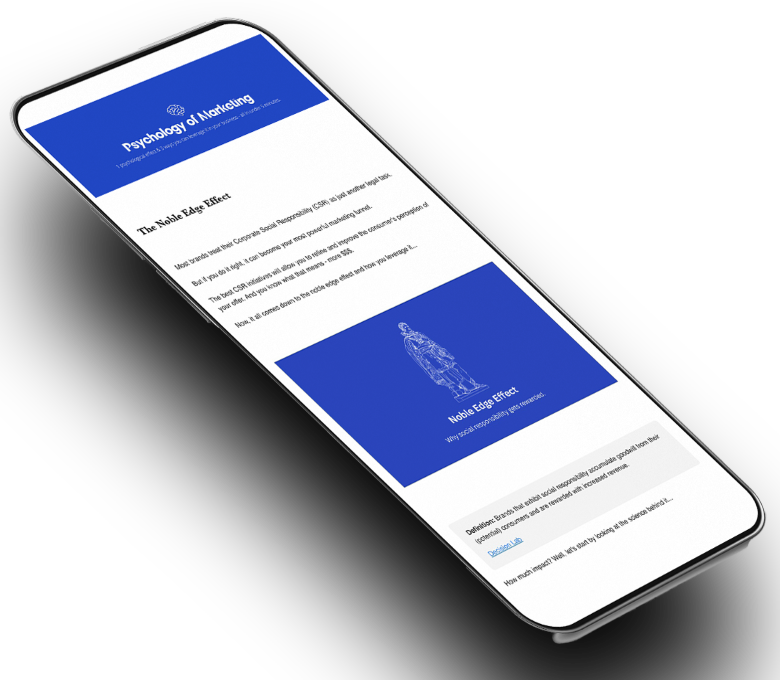 Psychology of Marketing
1 psychological effect & 3 ways you can leverage it in your business - all in under 5 minutes.
The Noble Edge Effect
Most brands treat their Corporate Social Responsibility (CSR) as just another legal task.
But if you do it right, it can become your most powerful marketing funnel.
The best CSR initiatives will allow you to refine and improve the consumer's perception of
your offer. And you know what that means - more $$$.
Now, it all comes down to the noble edge effect and how you leverage it...
Noble Edge Effect
Why social responsibility gets rewarded.
Definition: Brands that exhibit social responsibility accumulate goodwill from their
(potential) consumers and are rewarded with increased revenue.
Decision Lab
How much impact? Well, let's start by looking at the science behind it...